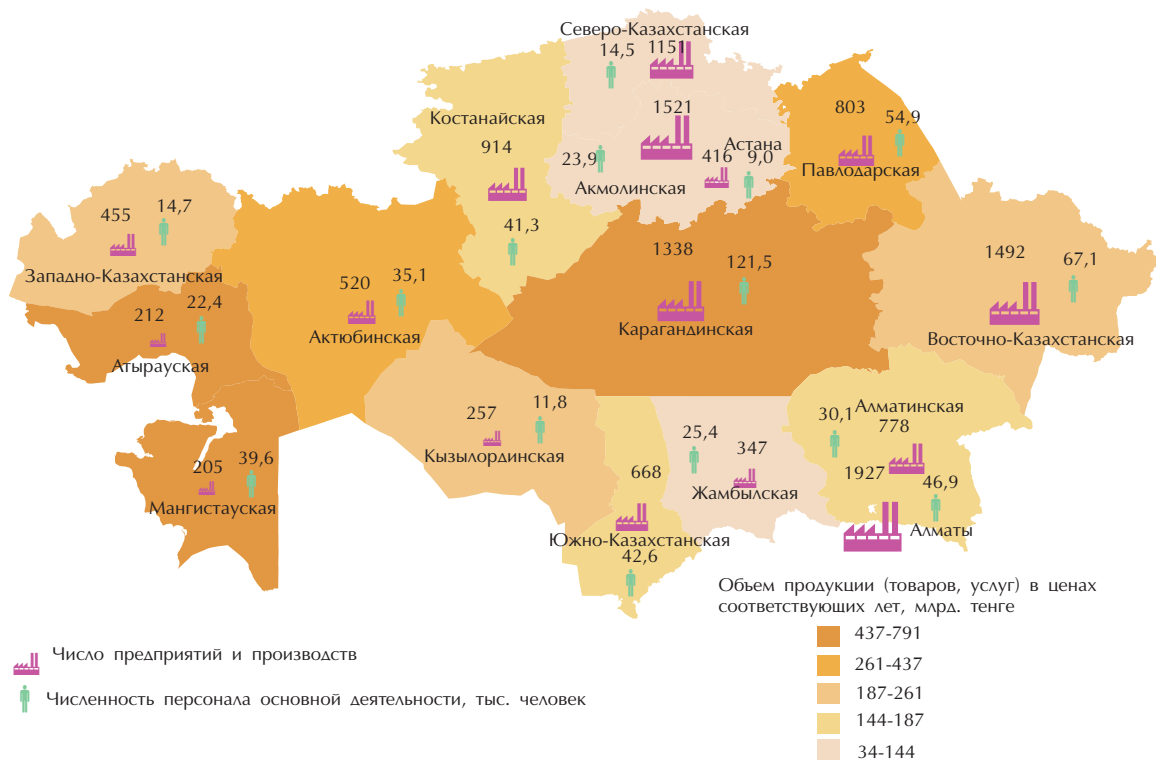 Северо-Казахстанская
14,5
1151
Костанайская
914
41,3
1521
23,9
Акмолинская
Астана
416
9,0
803
54,9
Павлодарская
455
14,7
Западно-Казахстанская
212
22,4
Атырауская
520
35,1
Актюбинская
1338
121,5
Карагандинская
1492
67,1
Восточно-Казахстанская
205
39,6
Мангистауская
257
11,8
Кызылординская
668
Южно-Казахстанская
42,6
25,4
347
Жамбылская
Алматинская
30,1
778
1927
46,9
Алматы
Объем продукции (товаров, услуг) в ценах
соответствующих лет, млрд. тенге
437-791
261-437
187-261
144-187
34-144
Число предприятий и производств
Численность персонала основной деятельности, тыс. человек